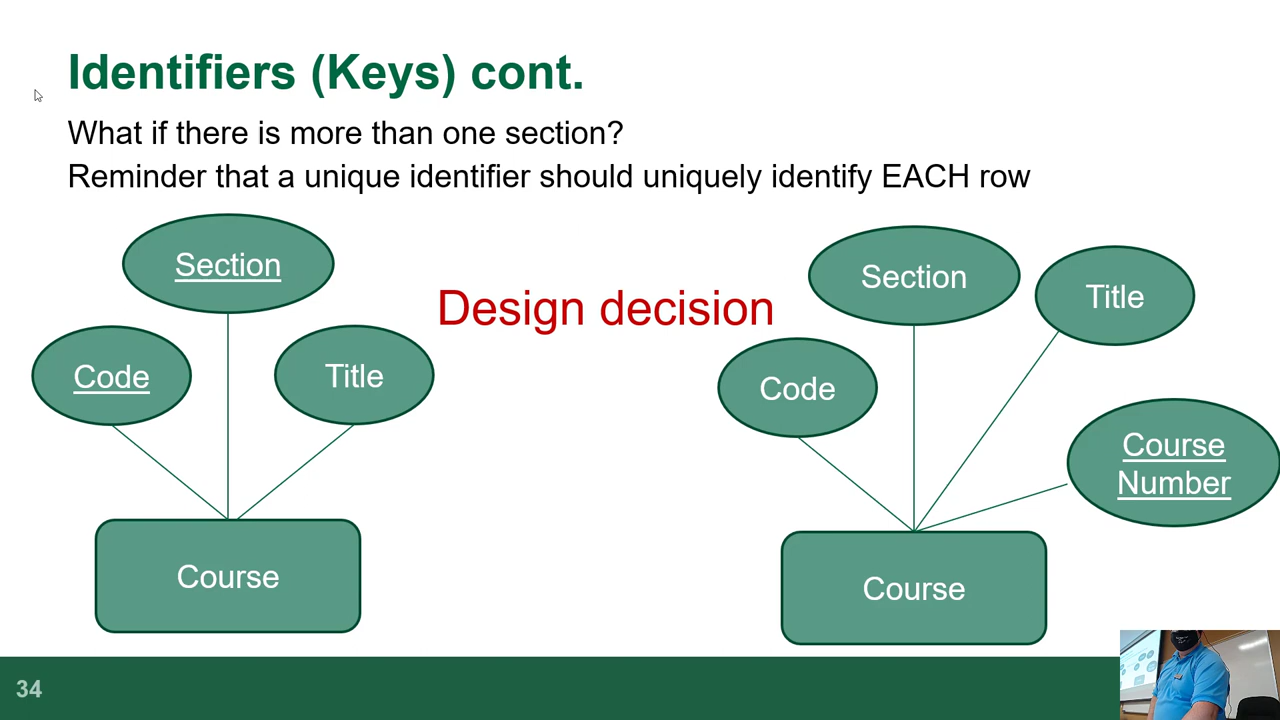 Identifiers (Keys) cont.
What if there is more than one section?
Reminder that a unique identifier should uniquely identify EACH row
Section
Code
Title
Course
Design decision
Section
Title
Code
Course
Number
Course
34